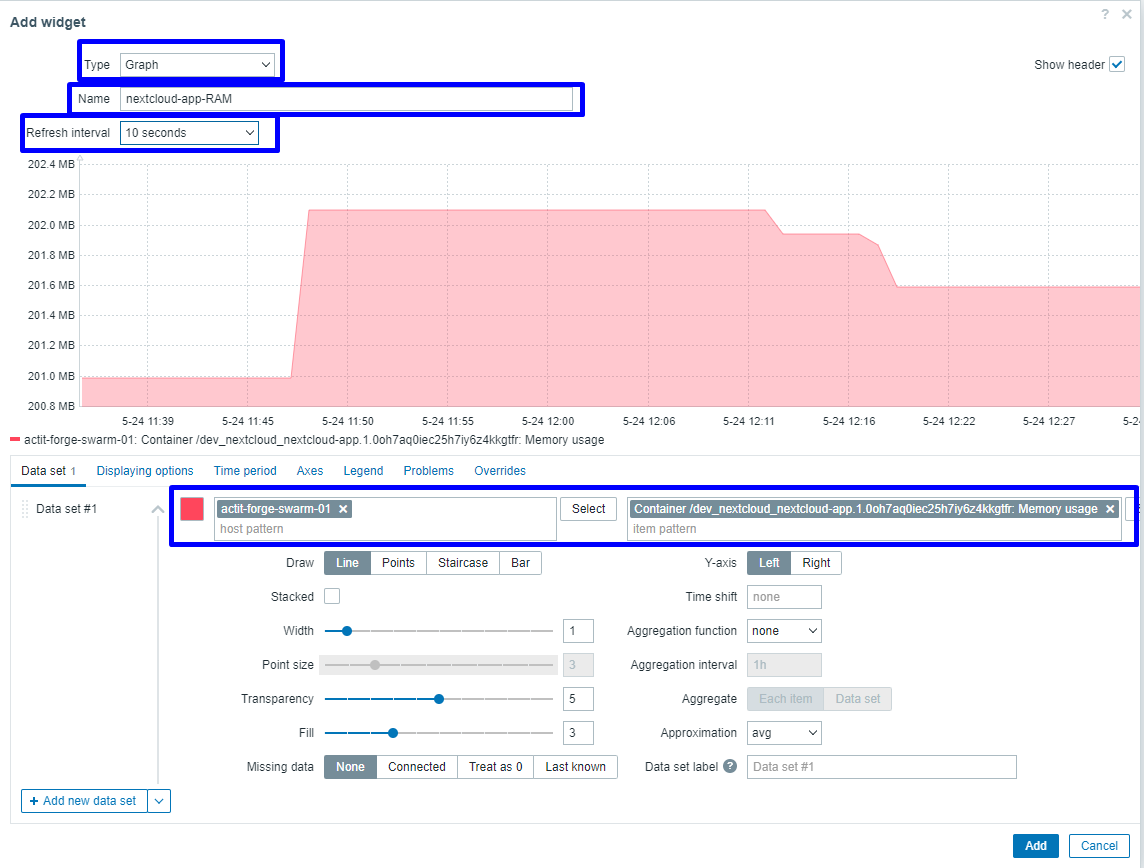 Add widget
Type Graph
Show header
Name nextcloud-app-RAM
Refresh interval 10 seconds
202.4 MB
202.2 MB
202.0 MB
201.8 MB
201.6 MB
201.4 MB
201.2 MB
201.0 MB
200.8 MB
5-24 11:39 5-24 11:45 5-24 11:50 5-24 11:55 5-24 12:00 5-24 12:06 5-24 12:11 5-24 12:16 5-24 12:22 5-24 12:27 5-2
actit-forge-swarm-01: Container /dev_nextcloud_nextcloud-app.1.0oh7aq0iec25h7iy6z4kkgtfr: Memory usage
Data set 1 Displaying options Time period Axes Legend Problems Overrides
Data set #1
actit-forge-swarm-01 Select Container /dev_nextcloud_nextcloud-app.1.0oh7aq0iec25h7iy6z4kkgtfr: Memory usage
host pattern item pattern
Draw Line Points Staircase Bar Y-axis Left Right
Stacked Time shift none
Width 1 Aggregation function none
Point size 3 Aggregation interval 1h
Transparency 5 Aggregate Each item Data set
Fill 3 Approximation avg
Missing data None Connected Treat as 0 Last known Data set label ? Data set #1
+ Add new data set
Add Cancel